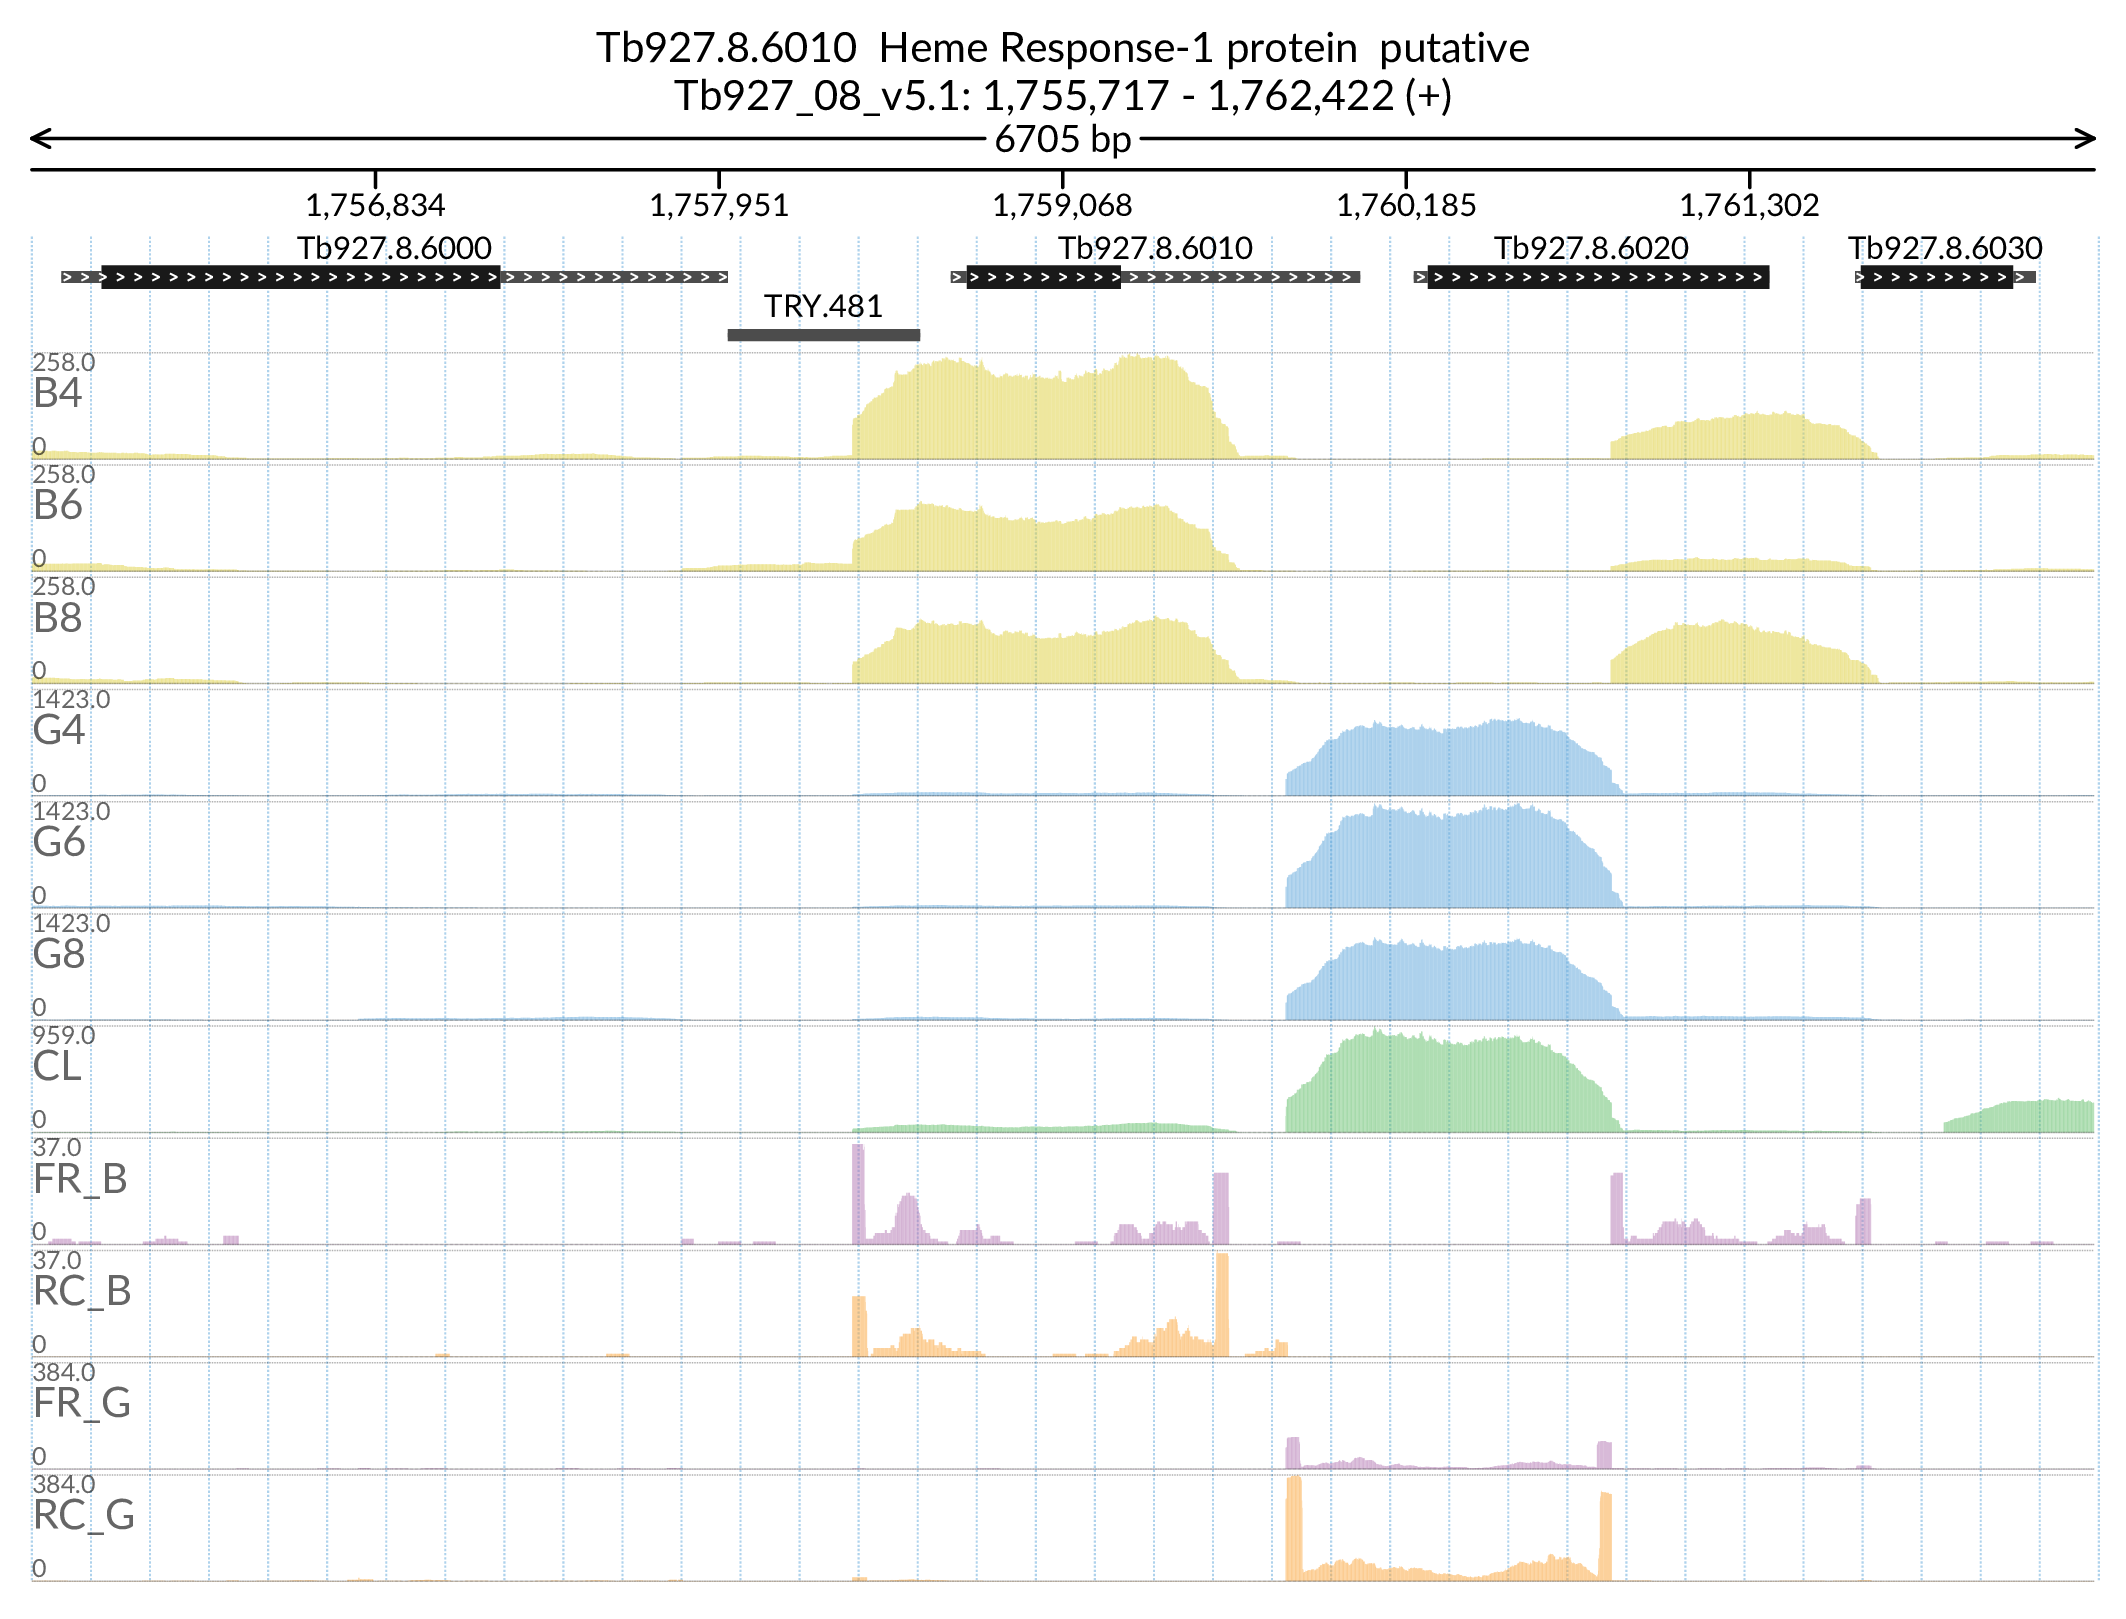 Tb927.8.6010  Heme Response-1 protein  putative
Tb927_08_v5.1: 1,755,717 - 1,762,422 (+)
6705 bp
1,756,834 1,757,951 1,759,068 1,760,185 1,761,302
Tb927.8.6000 Tb927.8.6010 Tb927.8.6020 Tb927.8.6030
TRY.481
258.0
B4
0
258.0
B6
0
258.0
B8
0
1423.0
G4
0
1423.0
G6
0
1423.0
G8
0
959.0
CL
0
37.0
FR_B
0
37.0
RC_B
0
384.0
FR_G
0
384.0
RC_G
0